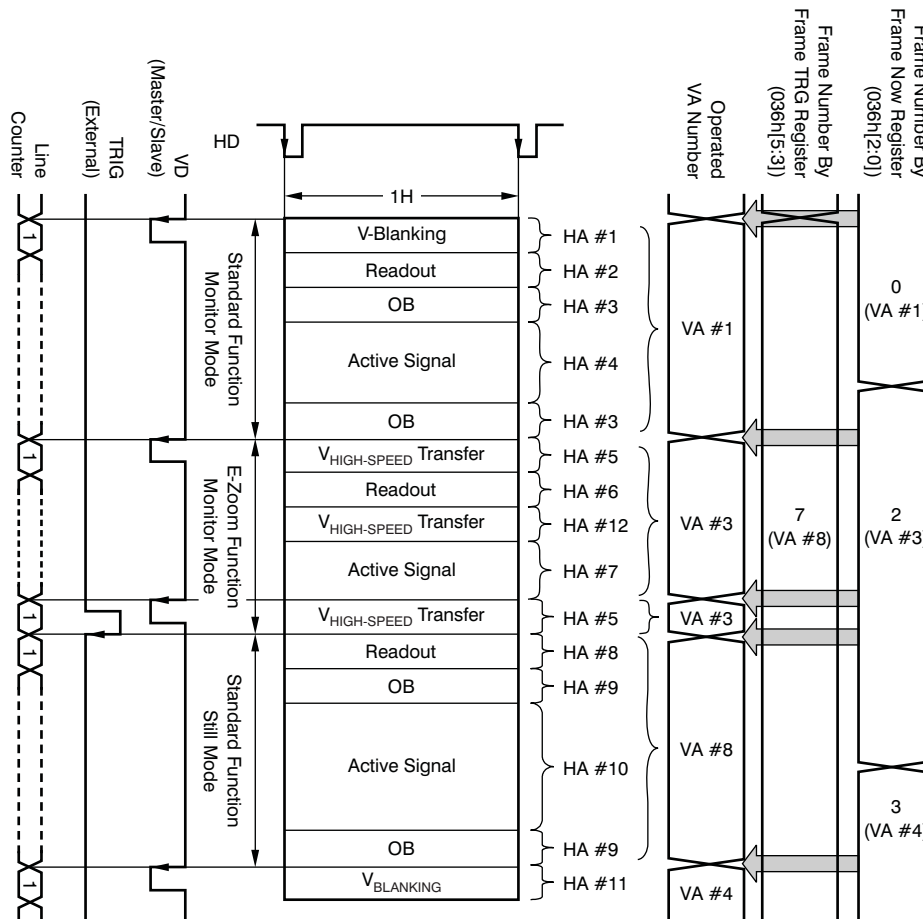 Frame Number By
Frame Now Register
(036h[2:0])
0
(VA #1)
2
(VA #3)
3
(VA #4)
Frame Number By
Frame TRG Register
(036h[5:3])
7
(VA #8)
Operated
VA Number
VA #1
VA #3
VA #3
VA #8
VA #4
HD
1H
V-Blanking
HA #1
Readout
HA #2
OB
HA #3
Active Signal
HA #4
OB
HA #3
VHIGH-SPEED Transfer
HA #5
Readout
HA #6
VHIGH-SPEED Transfer
HA #12
Active Signal
HA #7
VHIGH-SPEED Transfer
HA #5
Readout
HA #8
OB
HA #9
Active Signal
HA #10
OB
HA #9
VBLANKING
HA #11
Standard Function
Monitor Mode
E-Zoom Function
Monitor Mode
Standard Function
Still Mode
VD
(Master/Slave)
TRIG
(External)
Line
Counter
1
1
1
1
1